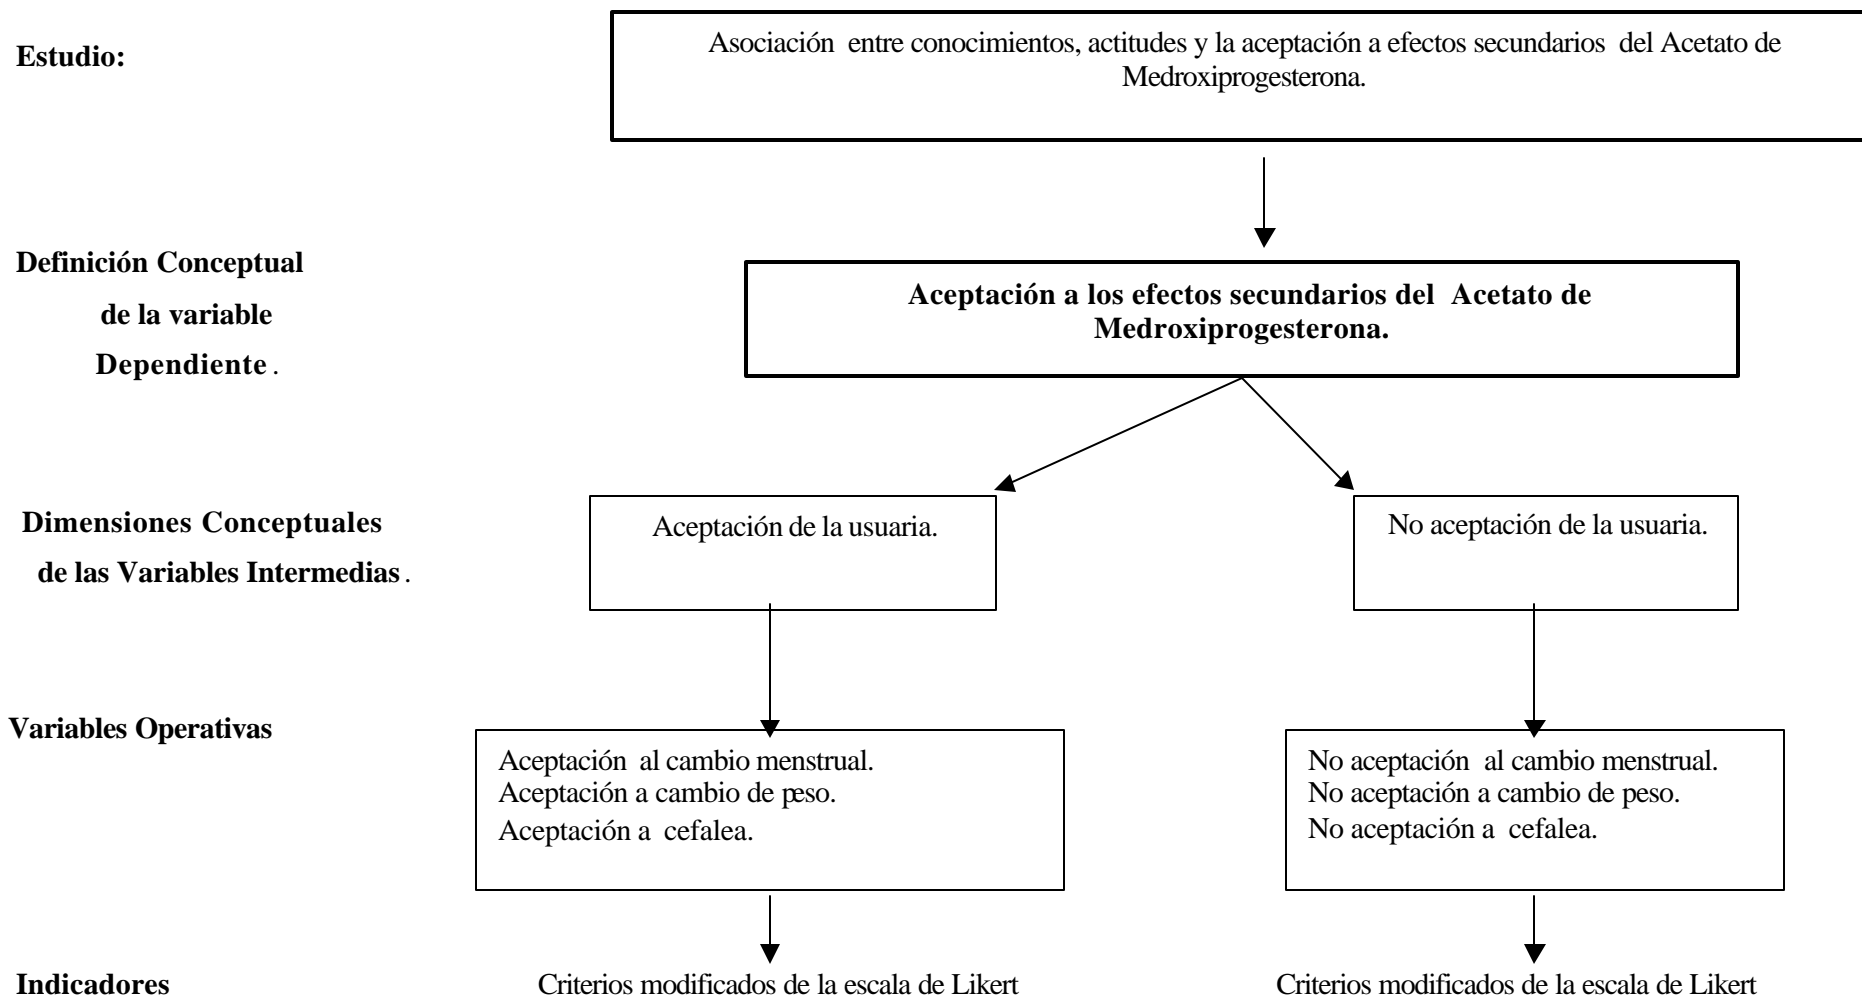 Estudio:
Asociación entre conocimientos, actitudes y la aceptación a efectos secundarios del Acetato de
Medroxiprogesterona.
Definición Conceptual
de la variable
Dependiente.
Aceptación a los efectos secundarios del Acetato de
Medroxiprogesterona.
Dimensiones Conceptuales
de las Variables Intermedias.
Aceptación de la usuaria.
No aceptación de la usuaria.
Variables Operativas
Aceptación al cambio menstrual.
Aceptación a cambio de peso.
Aceptación a cefalea.
No aceptación al cambio menstrual.
No aceptación a cambio de peso.
No aceptación a cefalea.
Indicadores
Criterios modificados de la escala de Likert
Criterios modificados de la escala de Likert